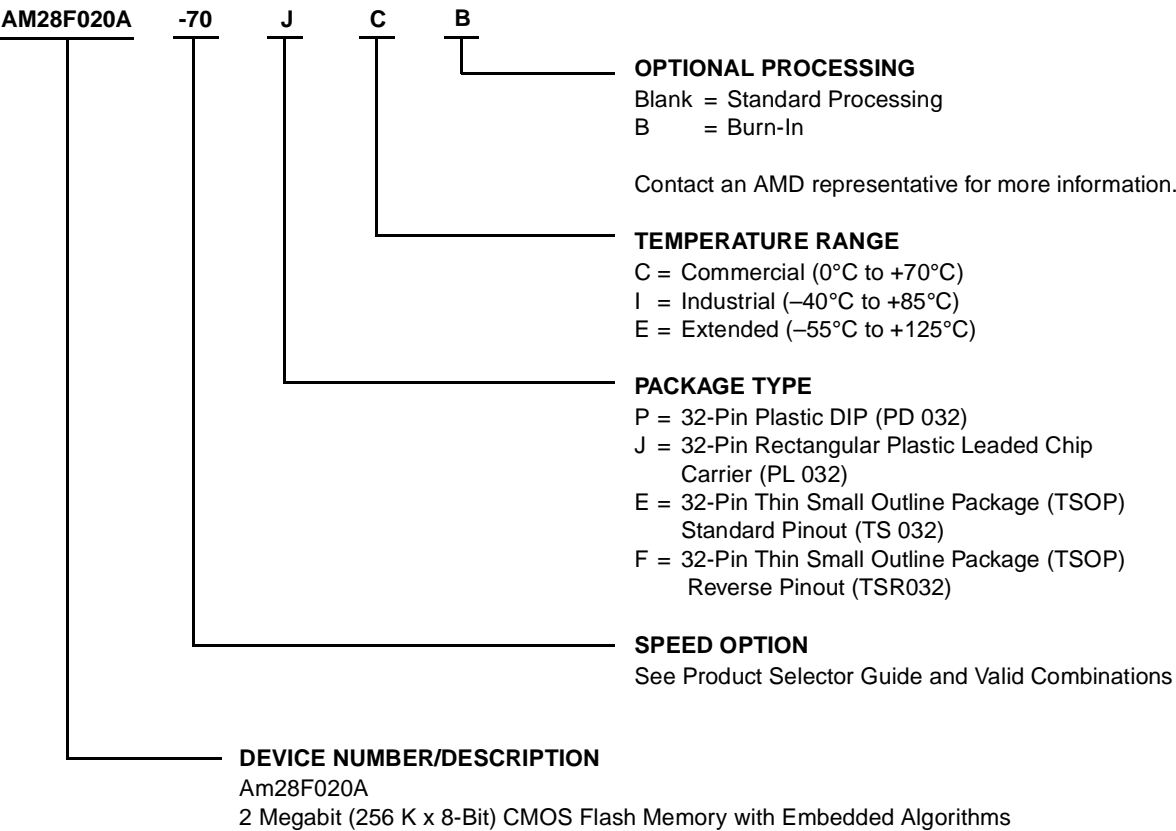 AM28F020A -70 J C B
OPTIONAL PROCESSING
Blank = Standard Processing
B = Burn-In
Contact an AMD representative for more information.
TEMPERATURE RANGE
C = Commercial (0°C to +70°C)
I = Industrial (–40°C to +85°C)
E = Extended (–55°C to +125°C)
PACKAGE TYPE
P = 32-Pin Plastic DIP (PD 032)
J = 32-Pin Rectangular Plastic Leaded Chip
Carrier (PL 032)
E = 32-Pin Thin Small Outline Package (TSOP)
Standard Pinout (TS 032)
F = 32-Pin Thin Small Outline Package (TSOP)
Reverse Pinout (TSR032)
SPEED OPTION
See Product Selector Guide and Valid Combinations
DEVICE NUMBER/DESCRIPTION
Am28F020A
2 Megabit (256 K x 8-Bit) CMOS Flash Memory with Embedded Algorithms